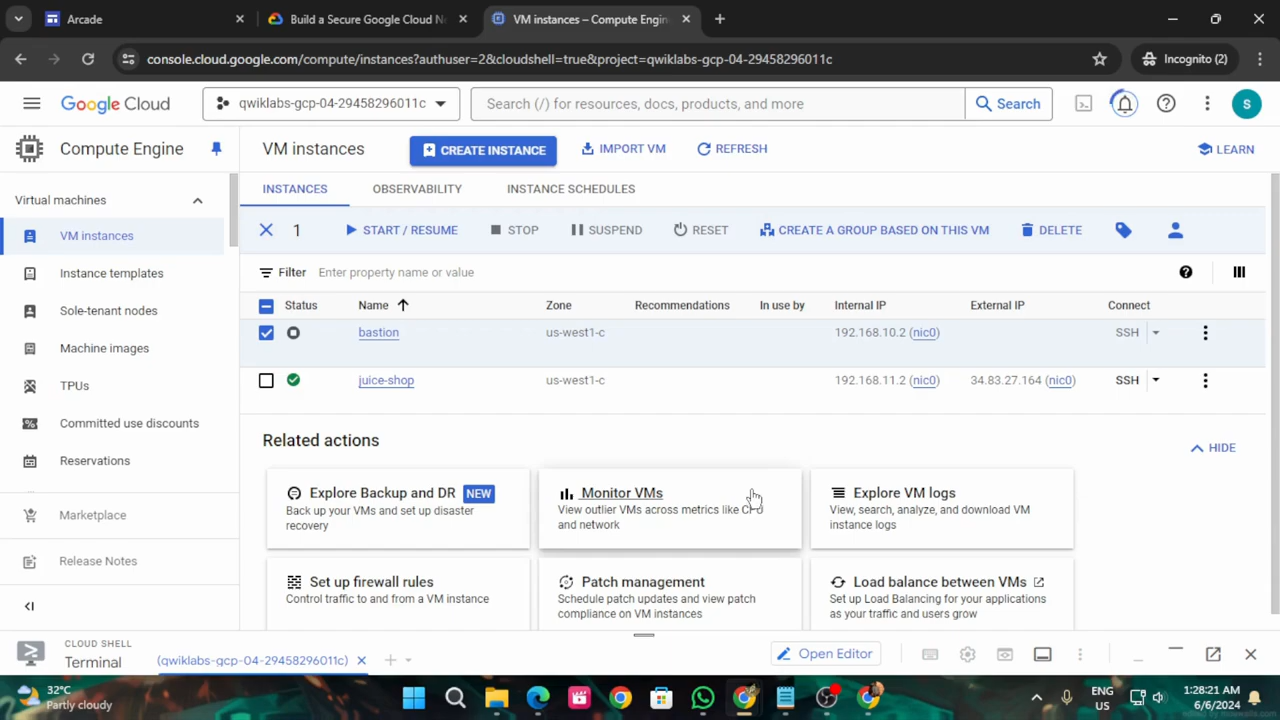 Arcade
Build a Secure Google Cloud Ne
VM instances – Compute Engin
console.cloud.google.com/compute/instances?authuser=2&cloudshell=true&project=qwiklabs-gcp-04-29458296011c
Incognito (2)
Google Cloud
qwiklabs-gcp-04-29458296011c
Search (/) for resources, docs, products, and more
Search
S
Compute Engine
VM instances
CREATE INSTANCE
IMPORT VM
REFRESH
LEARN
Virtual machines
VM instances
Instance templates
Sole-tenant nodes
Machine images
TPUs
Committed use discounts
Reservations
Marketplace
Release Notes
INSTANCES
OBSERVABILITY
INSTANCE SCHEDULES
1
START / RESUME
STOP
SUSPEND
RESET
CREATE A GROUP BASED ON THIS VM
DELETE
Filter
Enter property name or value
Status
Name
Zone
Recommendations
In use by
Internal IP
External IP
Connect
bastion
us-west1-c
192.168.10.2 (nic0)
SSH
juice-shop
us-west1-c
192.168.11.2 (nic0)
34.83.27.164 (nic0)
SSH
Related actions
HIDE
Explore Backup and DR
NEW
Back up your VMs and set up disaster
recovery
Monitor VMs
View outlier VMs across metrics like CPU
and network
Explore VM logs
View, search, analyze, and download VM
instance logs
Set up firewall rules
Control traffic to and from a VM instance
Patch management
Schedule patch updates and view patch
compliance on VM instances
Load balance between VMs
Set up Load Balancing for your applications
as your traffic and users grow
CLOUD SHELL
Terminal
(qwiklabs-gcp-04-29458296011c)
Open Editor
32°C
Partly cloudy
ENG
US
1:28:21 AM
6/6/2024